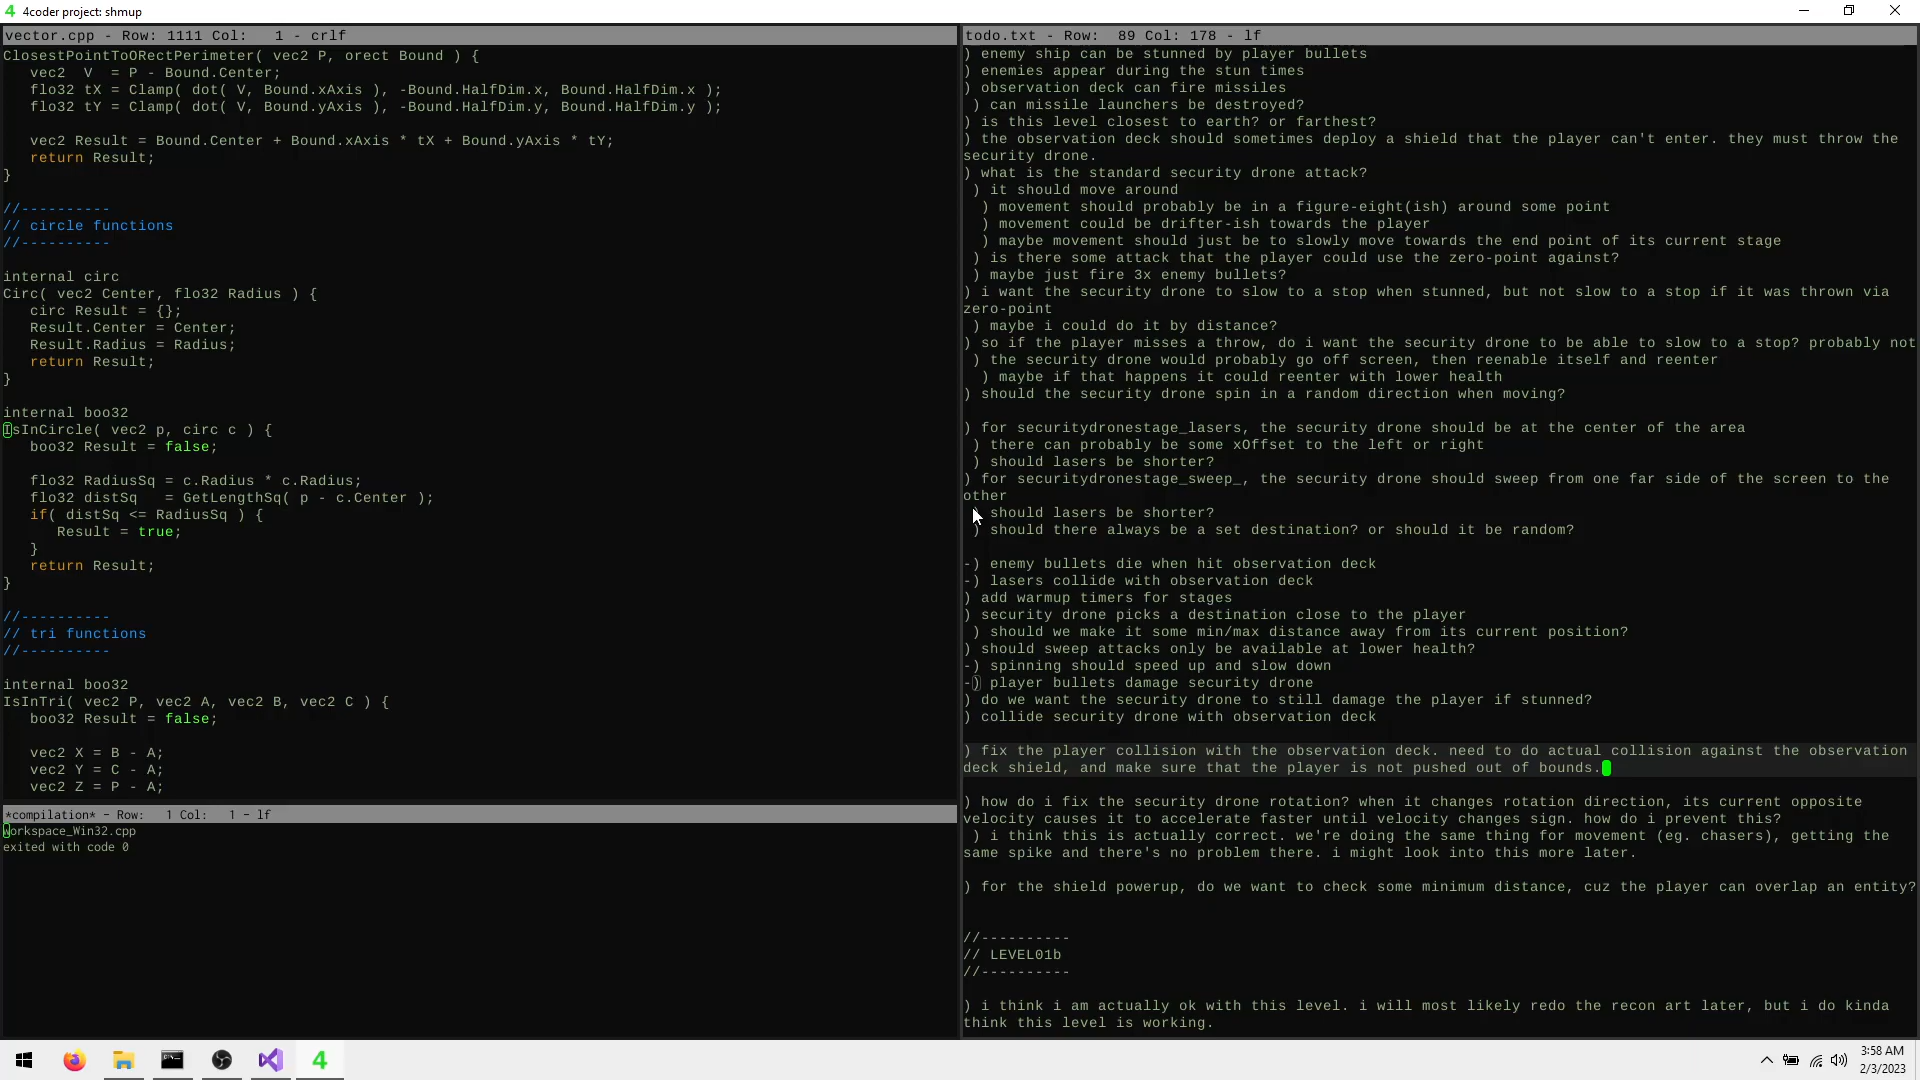 4 4coder project: shmup
vector.cpp - Row: 1111 Col:   1 - crlf
ClosestPointToORectPerimeter( vec2 P, orect Bound ) {
   vec2  V  = P - Bound.Center;
   flo32 tX = Clamp( dot( V, Bound.xAxis ), -Bound.HalfDim.x, Bound.HalfDim.x );
   flo32 tY = Clamp( dot( V, Bound.yAxis ), -Bound.HalfDim.y, Bound.HalfDim.y );
   vec2 Result = Bound.Center + Bound.xAxis * tX + Bound.yAxis * tY;
   return Result;
}
//----------
// circle functions
//----------
internal circ
Circ( vec2 Center, flo32 Radius ) {
   circ Result = {};
   Result.Center = Center;
   Result.Radius = Radius;
   return Result;
}
internal boo32
IsInCircle( vec2 p, circ c ) {
   boo32 Result = false;
   flo32 RadiusSq = c.Radius * c.Radius;
   flo32 distSq   = GetLengthSq( p - c.Center );
   if( distSq <= RadiusSq ) {
      Result = true;
   }
   return Result;
}
//----------
// tri functions
//----------
internal boo32
IsInTri( vec2 P, vec2 A, vec2 B, vec2 C ) {
   boo32 Result = false;
   vec2 X = B - A;
   vec2 Y = C - A;
   vec2 Z = P - A;
*compilation* - Row:   1 Col:   1 - lf
workspace_Win32.cpp
exited with code 0
todo.txt - Row:  89 Col: 178 - lf
) enemy ship can be stunned by player bullets
) enemies appear during the stun times
) observation deck can fire missiles
 ) can missile launchers be destroyed?
) is this level closest to earth? or farthest?
) the observation deck should sometimes deploy a shield that the player can't enter. they must throw the
security drone.
) what is the standard security drone attack?
 ) it should move around
  ) movement should probably be in a figure-eight(ish) around some point
  ) movement could be drifter-ish towards the player
  ) maybe movement should just be to slowly move towards the end point of its current stage
 ) is there some attack that the player could use the zero-point against?
 ) maybe just fire 3x enemy bullets?
) i want the security drone to slow to a stop when stunned, but not slow to a stop if it was thrown via
zero-point
 ) maybe i could do it by distance?
) so if the player misses a throw, do i want the security drone to be able to slow to a stop? probably not
 ) the security drone would probably go off screen, then reenable itself and reenter
  ) maybe if that happens it could reenter with lower health
) should the security drone spin in a random direction when moving?
) for securitydronestage_lasers, the security drone should be at the center of the area
 ) there can probably be some xOffset to the left or right
 ) should lasers be shorter?
) for securitydronestage_sweep_, the security drone should sweep from one far side of the screen to the
other
 ) should lasers be shorter?
 ) should there always be a set destination? or should it be random?
-) enemy bullets die when hit observation deck
-) lasers collide with observation deck
) add warmup timers for stages
) security drone picks a destination close to the player
 ) should we make it some min/max distance away from its current position?
) should sweep attacks only be available at lower health?
-) spinning should speed up and slow down
-) player bullets damage security drone
) do we want the security drone to still damage the player if stunned?
) collide security drone with observation deck
) fix the player collision with the observation deck. need to do actual collision against the observation
deck shield, and make sure that the player is not pushed out of bounds.
) how do i fix the security drone rotation? when it changes rotation direction, its current opposite
velocity causes it to accelerate faster until velocity changes sign. how do i prevent this?
 ) i think this is actually correct. we're doing the same thing for movement (eg. chasers), getting the
same spike and there's no problem there. i might look into this more later.
) for the shield powerup, do we want to check some minimum distance, cuz the player can overlap an entity?
//----------
// LEVEL01b
//----------
) i think i am actually ok with this level. i will most likely redo the recon art later, but i do kinda
think this level is working.
4
3:58 AM
2/3/2023